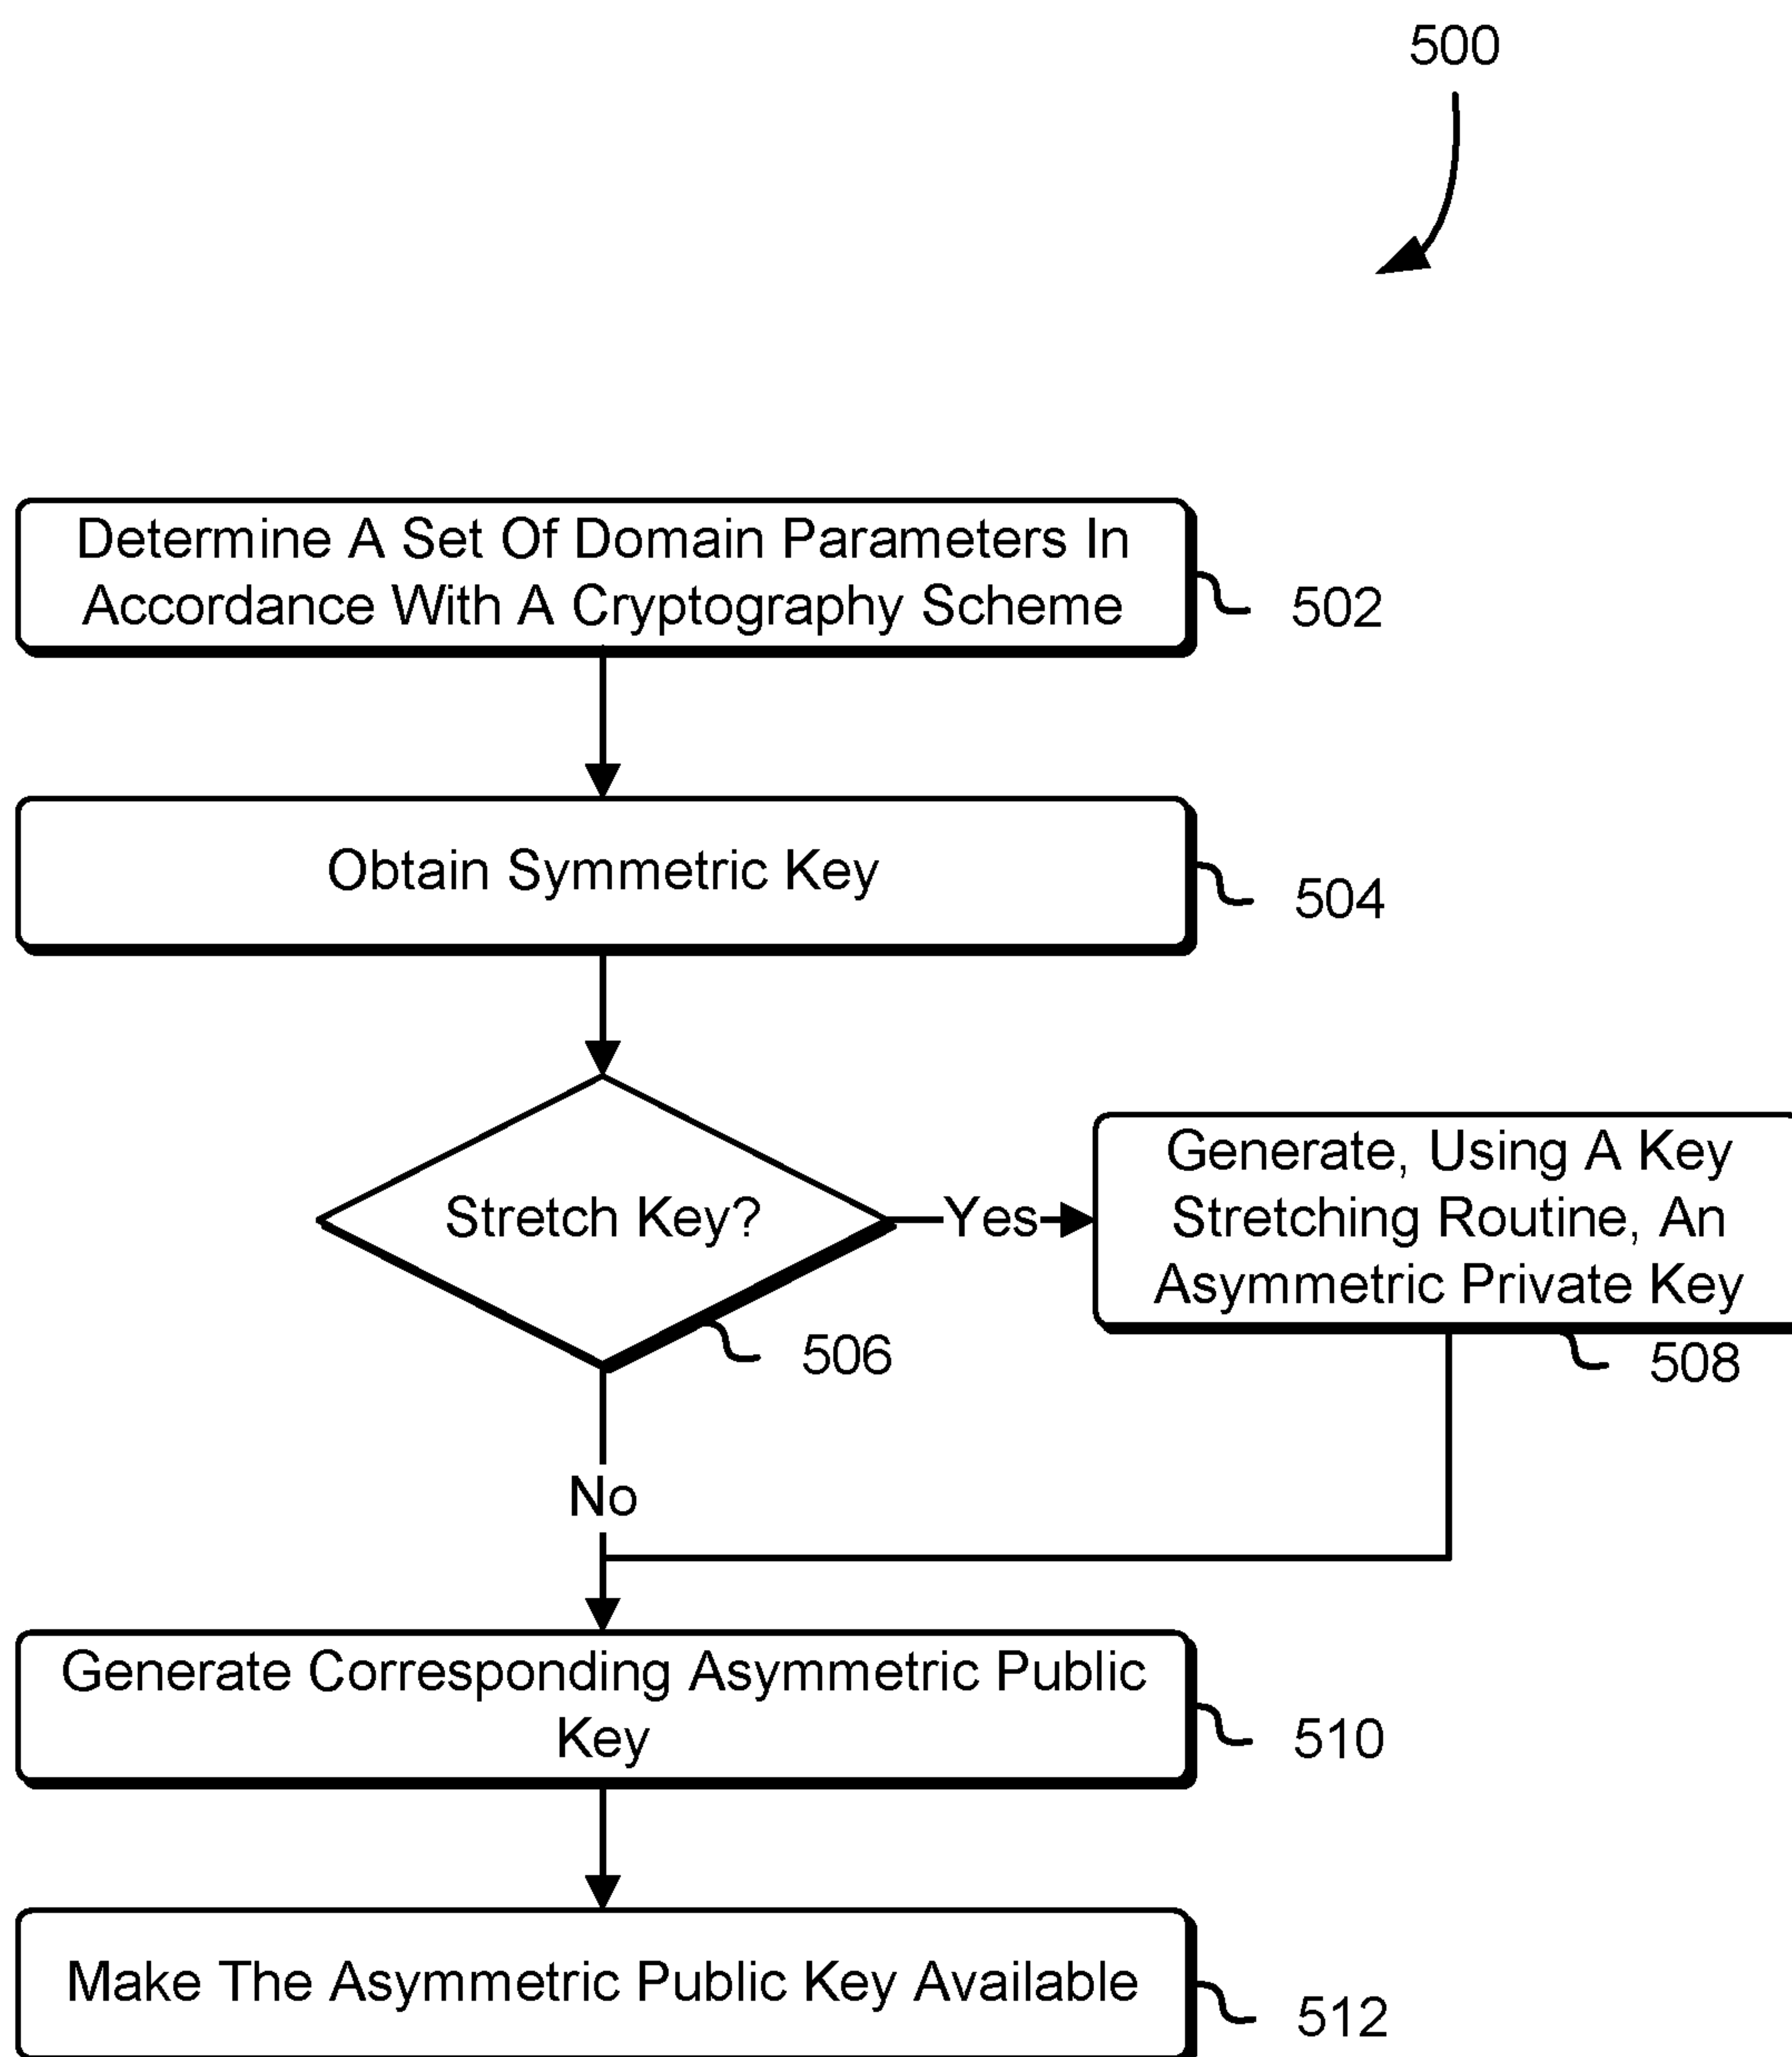 500
Determine A Set Of Domain Parameters In
Accordance With A Cryptography Scheme
502
Obtain Symmetric Key
504
Stretch Key?
Yes
Generate, Using A Key
Stretching Routine, An
Asymmetric Private Key
506
508
No
Generate Corresponding Asymmetric Public
Key
510
Make The Asymmetric Public Key Available
512